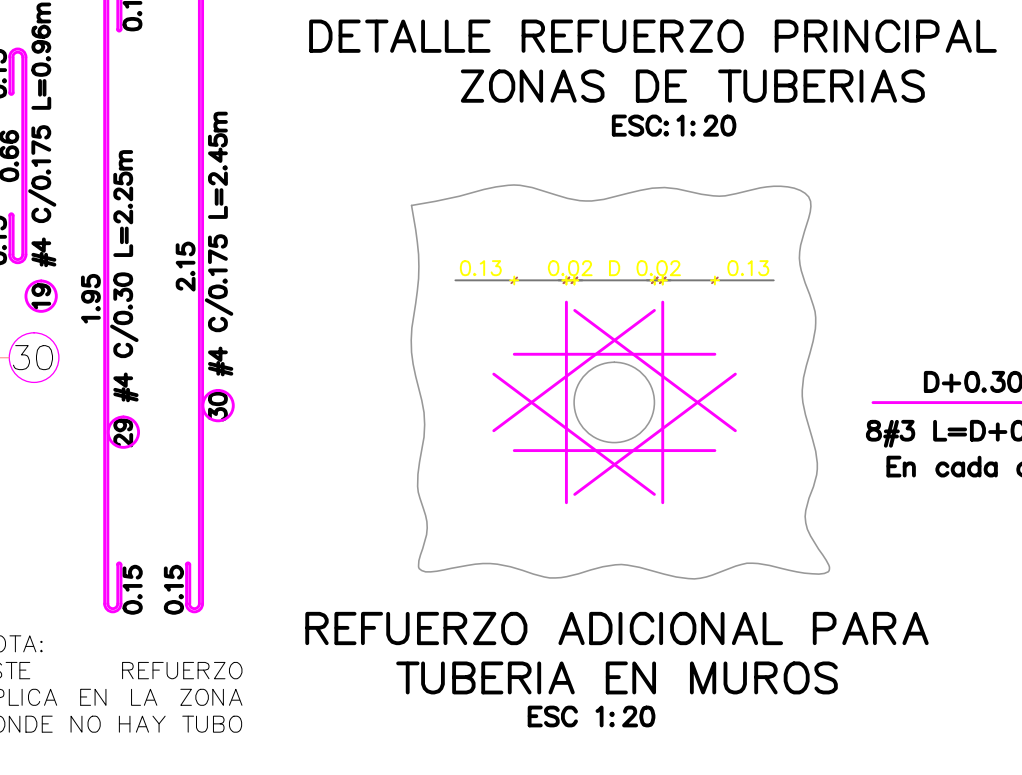 DETALLE REFUERZO PRINCIPAL
ZONAS DE TUBERIAS
ESC: 1: 20
0.66
#4 C/0.175 L=0.96m
19
30
1.95
#4 C/0.30 L=2.25m
29
0.15
2.15
#4 C/0.175 L=2.45m
30
0.15
0.13 0.02 D 0.02 0.13
D+0.30
8#3 L=D+0
En cada
REFUERZO ADICIONAL PARA
TUBERIA EN MUROS
ESC 1:20
OTA:
STE REFUERZO
PLICA EN LA ZONA
ONDE NO HAY TUBO